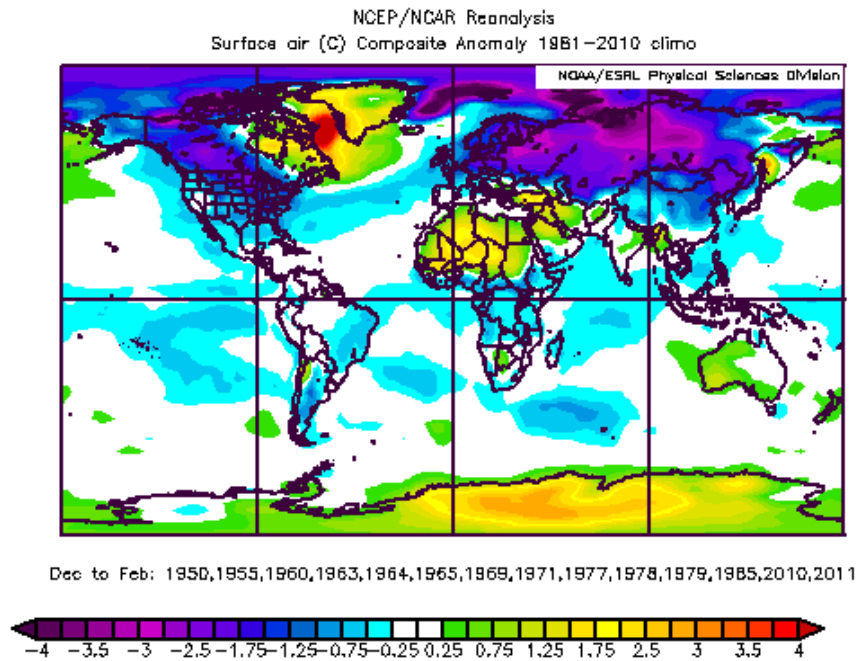 NCEP/NCAR Reanalysis
Surface air (C) Composite Anomaly 1981-2010 climo
NOAA/ESRL Physical Sciences Division
Dec to Feb: 1950,1955,1960,1963,1964,1965,1969,1971,1977,1978,1979,1985,2010,2011
-4 -3.5 -3 -2.5 -1.75 -1.25 -0.75 -0.25 0.25 0.75 1.25 1.75 2.5 3 3.5 4